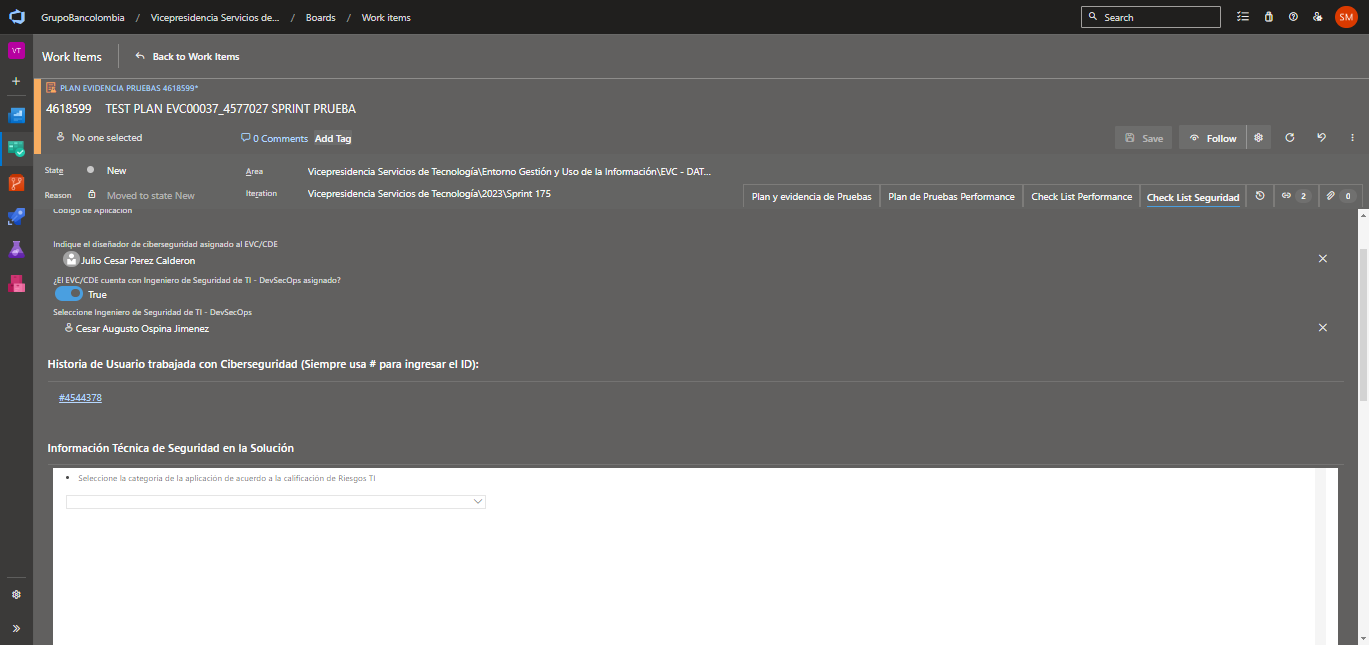 GrupoBancolombia / Vicepresidencia Servicios de... / Boards / Work items
Search
SM
VT
Work Items
Back to Work Items
PLAN EVIDENCIA PRUEBAS 4618599*
4618599 TEST PLAN EVC00037_4577027 SPRINT PRUEBA
No one selected
0 Comments
Add Tag
Save
Follow
State
New
Area
Vicepresidencia Servicios de Tecnología\Entorno Gestión y Uso de la Información\EVC - DAT...
Reason
Moved to state New
Iteration
Vicepresidencia Servicios de Tecnología\2023\Sprint 175
Plan y evidencia de Pruebas
Plan de Pruebas Performance
Check List Performance
Check List Seguridad
2
0
Código de Aplicación
Indique el diseñador de ciberseguridad asignado al EVC/CDE
Julio Cesar Perez Calderon
¿El EVC/CDE cuenta con Ingeniero de Seguridad de TI - DevSecOps asignado?
True
Seleccione Ingeniero de Seguridad de TI - DevSecOps
Cesar Augusto Ospina Jimenez
Historia de Usuario trabajada con Ciberseguridad (Siempre usa # para ingresar el ID):
#4544378
Información Técnica de Seguridad en la Solución
• Seleccione la categoria de la aplicación de acuerdo a la calificación de Riesgos TI